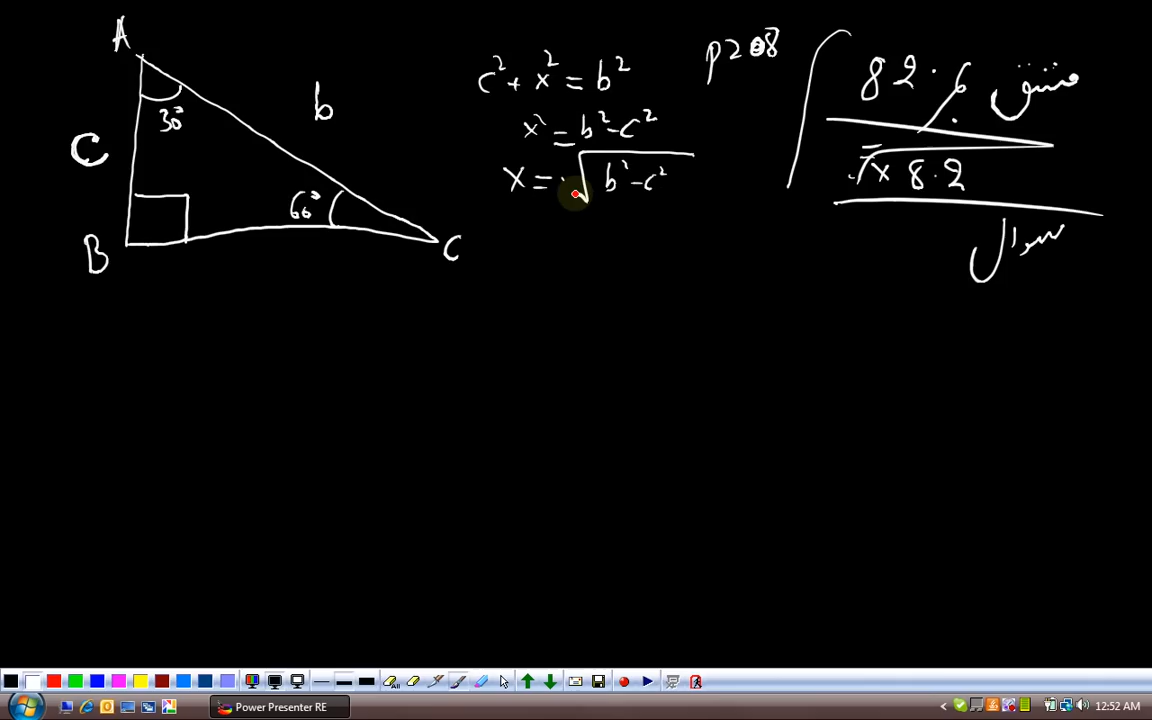 A
30°
b
C
60°
B
C
c² + x² = b²
x² = b² - c²
x = √b² - c²
p208
مشق 82.6
8.2
سوال
Power Presenter RE
12:52 AM